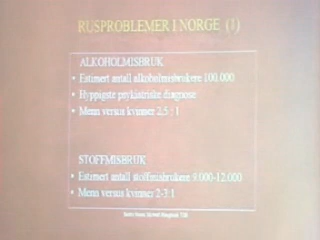 RUSPROBLEMER I NORGE (1)
ALKOHOLMISBRUK
• Estimert antall alkoholmisbrukere 100.000
• Hyppigste psykiatriske diagnose
• Menn versus kvinner 2,5 : 1
STOFFMISBRUK
• Estimert antall stoffmisbrukere 9.000-12.000
• Menn versus kvinner 2-3:1